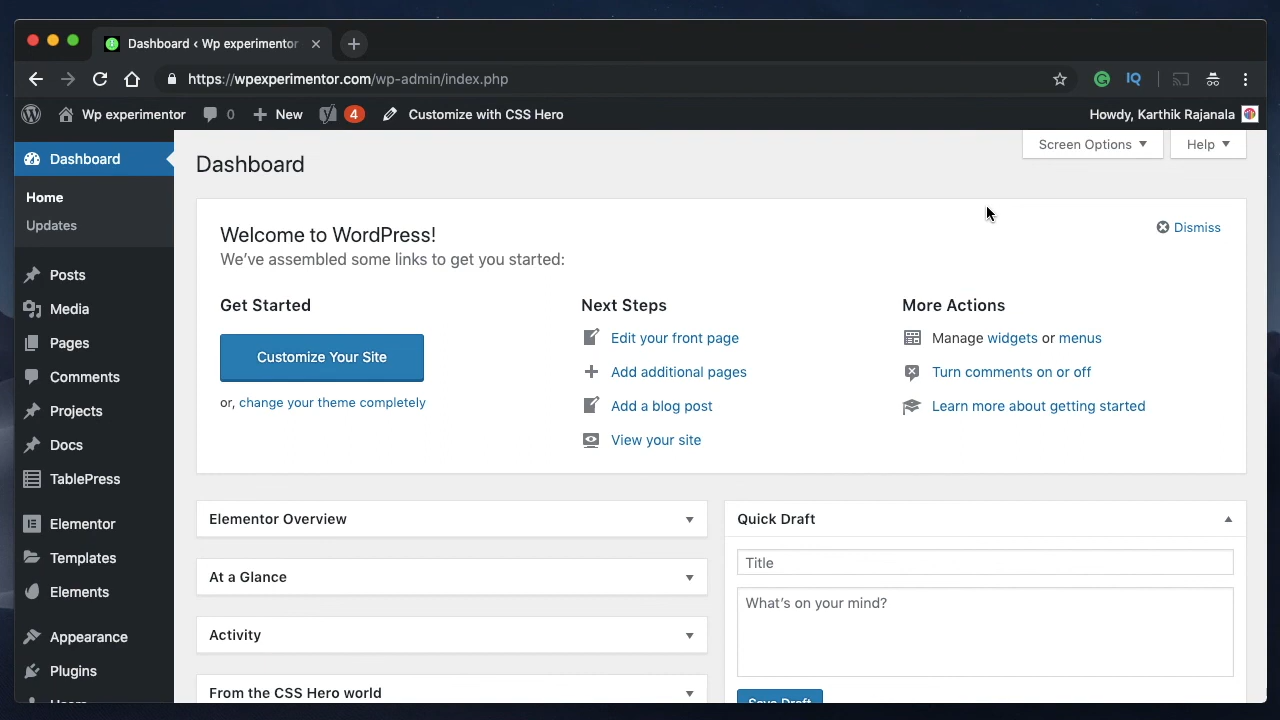 Dashboard ‹ Wp experimentor
https://wpexperimentor.com/wp-admin/index.php
IQ
Wp experimentor
0
New
4
Customize with CSS Hero
Howdy, Karthik Rajanala
Dashboard
Home
Updates
Posts
Media
Pages
Comments
Projects
Docs
TablePress
Elementor
Templates
Elements
Appearance
Plugins
Users
Screen Options
Help
Dashboard
Dismiss
Welcome to WordPress!
We've assembled some links to get you started:
Get Started
Customize Your Site
or, change your theme completely
Next Steps
Edit your front page
Add additional pages
Add a blog post
View your site
More Actions
Manage widgets or menus
Turn comments on or off
Learn more about getting started
Elementor Overview
At a Glance
Activity
From the CSS Hero world
Quick Draft
Title
What's on your mind?
Save Draft